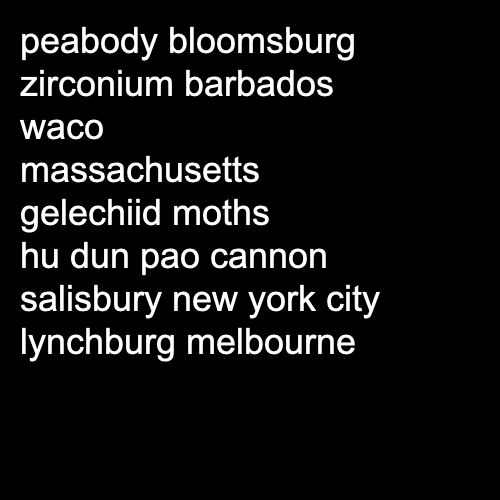 peabody bloomsburg
zirconium barbados
waco
massachusetts
gelechiid moths
hu dun pao cannon
salisbury new york city
lynchburg melbourne